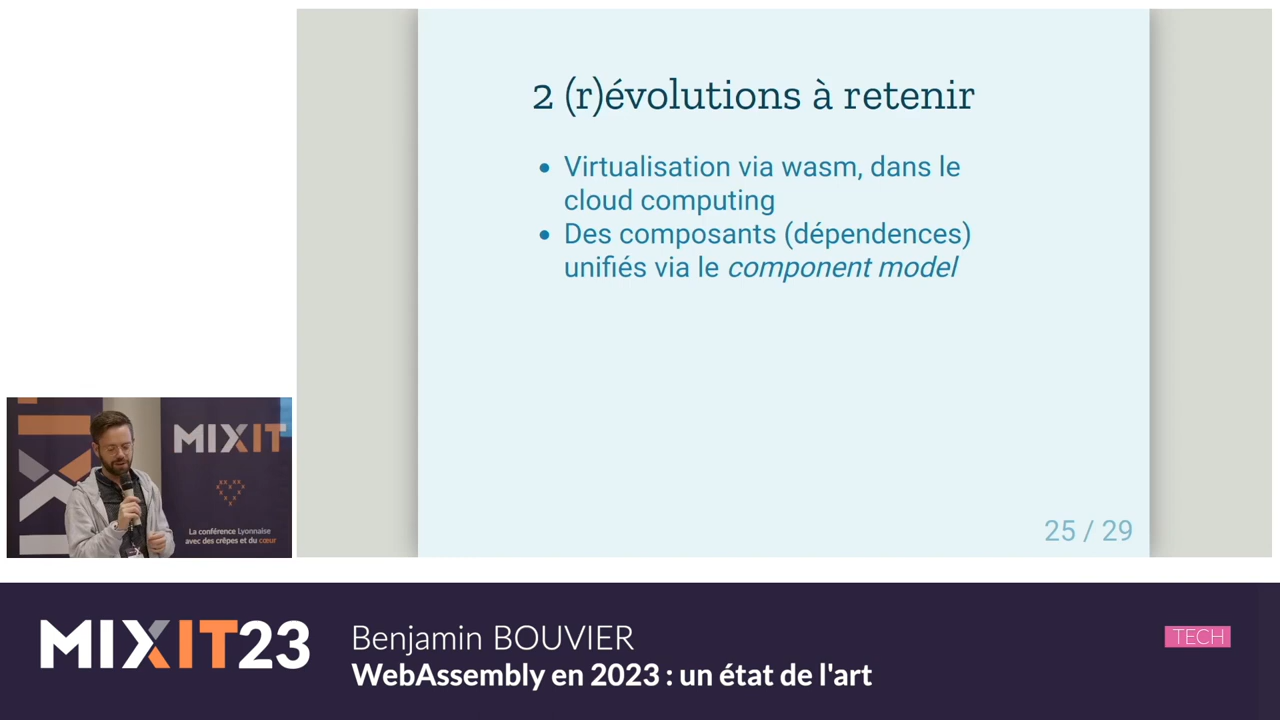 2 (r)évolutions à retenir
Virtualisation via wasm, dans le
cloud computing
Des composants (dépendences)
unifiés via le component model
25 / 29
MIXIT
La conférence Lyonnaise
avec des crêpes et du cœur
MIXIT23
Benjamin BOUVIER
WebAssembly en 2023 : un état de l'art
TECH